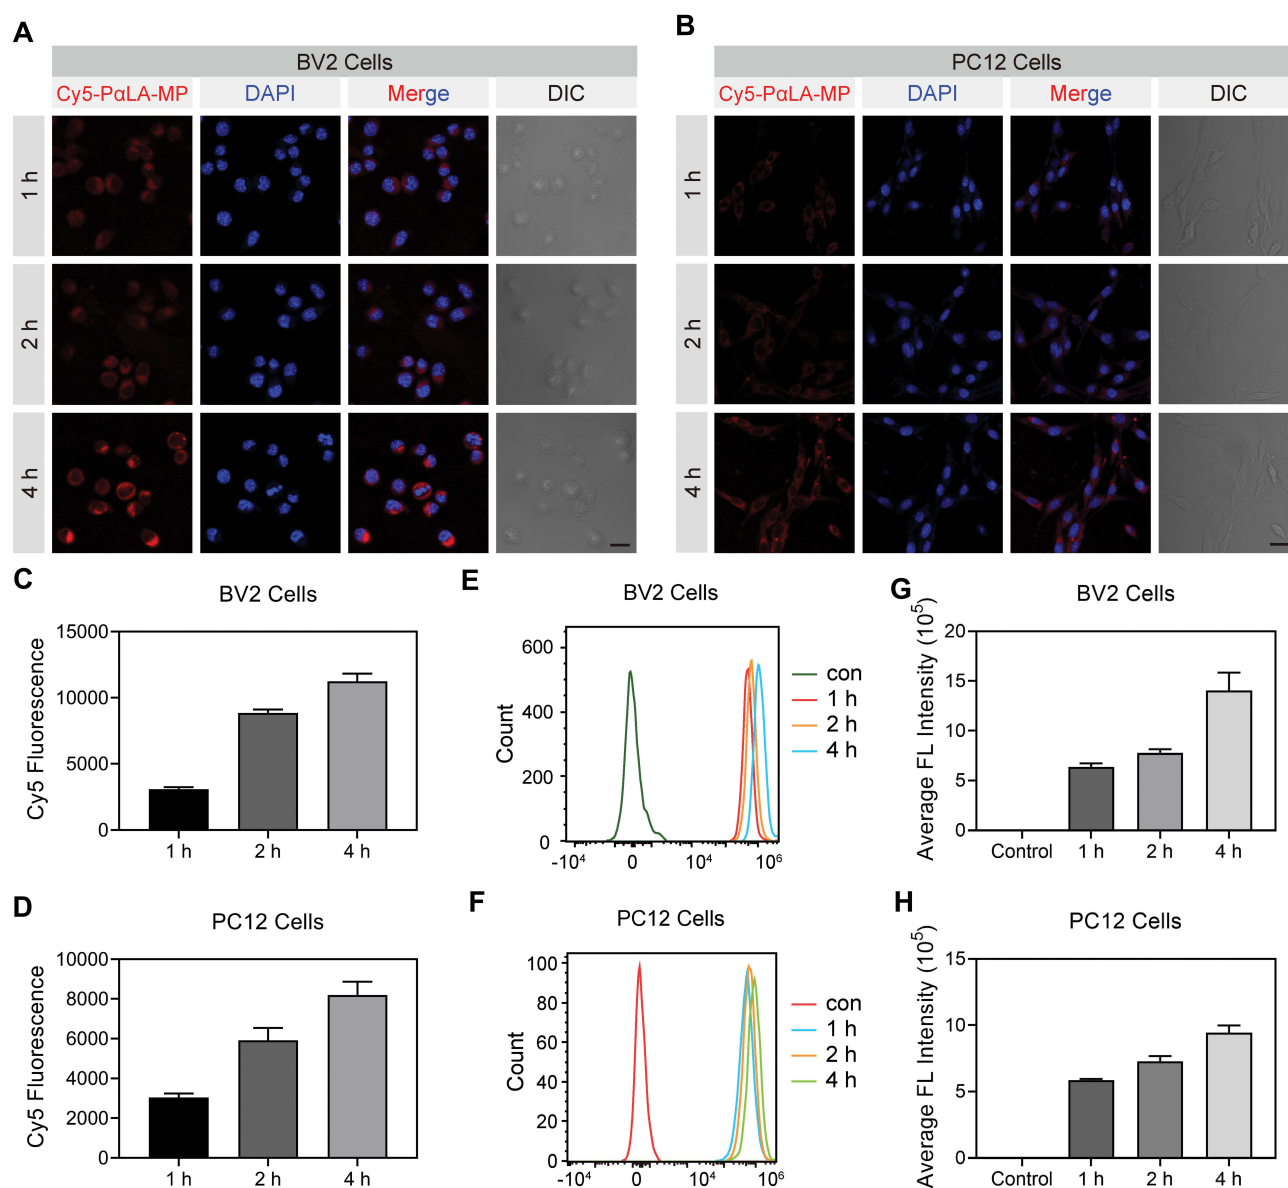 A
BV2 Cells
Cy5-PαLA-MP DAPI Merge DIC
1 h
2 h
4 h
B
PC12 Cells
Cy5-PαLA-MP DAPI Merge DIC
1 h
2 h
4 h
C
BV2 Cells
Cy5 Fluorescence
15000
10000
5000
0
1 h 2 h 4 h
D
PC12 Cells
Cy5 Fluorescence
10000
8000
6000
4000
2000
0
1 h 2 h 4 h
E
BV2 Cells
Count
600
400
200
0
-10⁴ 0 10⁴ 10⁶
con
1 h
2 h
4 h
F
PC12 Cells
Count
100
80
60
40
20
0
-10⁴ 0 10⁴ 10⁶
con
1 h
2 h
4 h
G
BV2 Cells
Average FL Intensity (10⁵)
20
15
10
5
0
Control 1 h 2 h 4 h
H
PC12 Cells
Average FL Intensity (10⁵)
15
10
5
0
Control 1 h 2 h 4 h